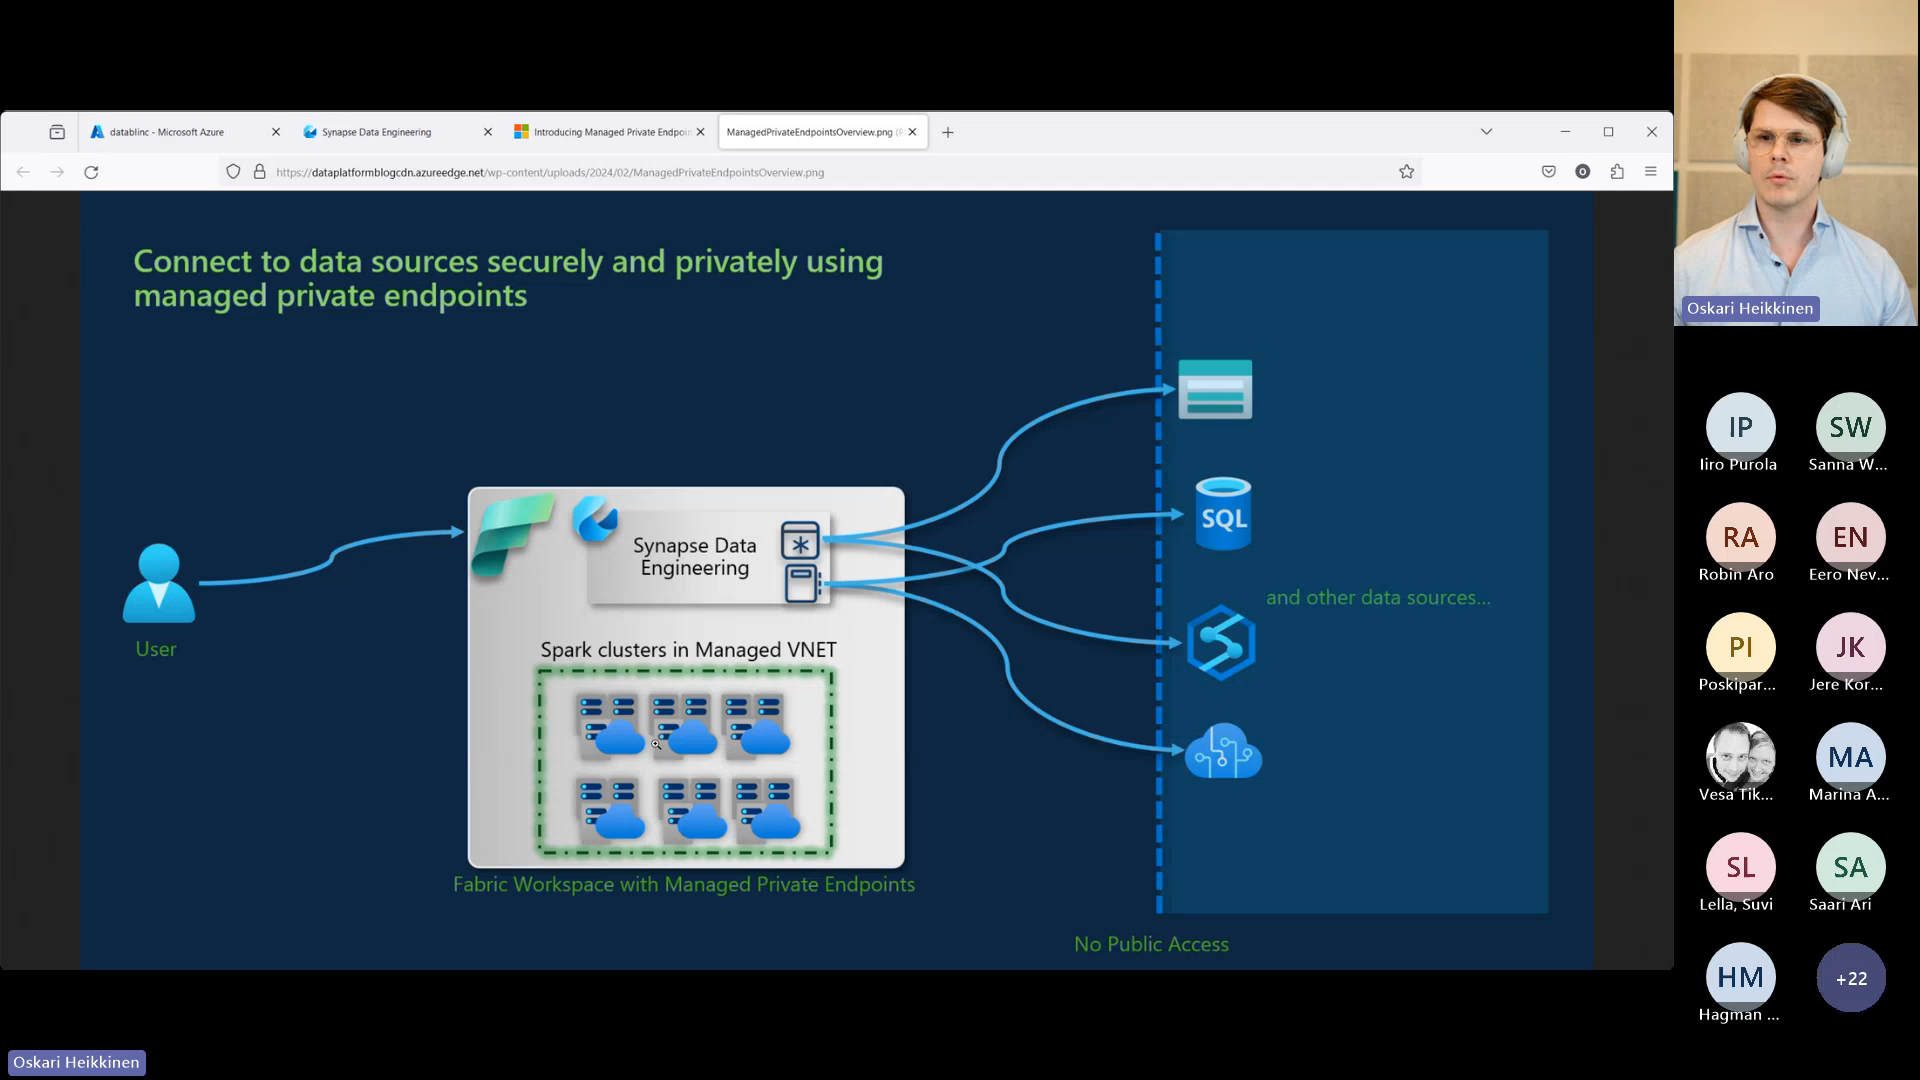 datablinc - Microsoft Azure
Synapse Data Engineering
Introducing Managed Private Endpoin
ManagedPrivateEndpointsOverview.png (
https://dataplatformblogcdn.azureedge.net/wp-content/uploads/2024/02/ManagedPrivateEndpointsOverview.png
Connect to data sources securely and privately using
managed private endpoints
User
Synapse Data
Engineering
Spark clusters in Managed VNET
Fabric Workspace with Managed Private Endpoints
SQL
and other data sources...
No Public Access
Oskari Heikkinen
IP
Iiro Purola
SW
Sanna W...
RA
Robin Aro
EN
Eero Nev...
PI
Poskipar...
JK
Jere Kor...
Vesa Tik...
MA
Marina A...
SL
Lella, Suvi
SA
Saari Ari
HM
Hagman ...
+22
Oskari Heikkinen